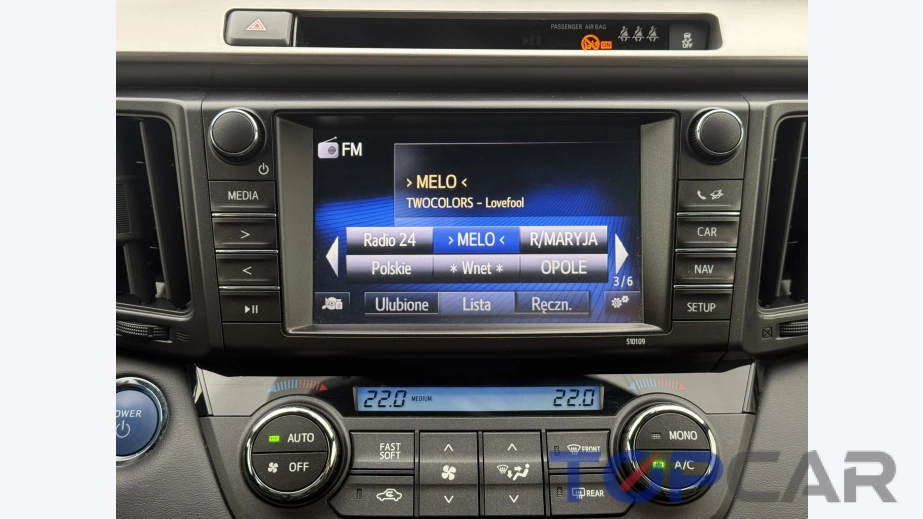 PASSENGER AIR BAG
ON
OFF
FM
> MELO <
TWOCOLORS - Lovefool
Radio 24
> MELO <
R/MARYJA
Polskie
* Wnet *
OPOLE
3/6
Ulubione
Lista
Ręczn.
MEDIA
>
<
CAR
NAV
SETUP
510109
22.0
MEDIUM
22.0
POWER
AUTO
OFF
FAST
SOFT
FRONT
REAR
MONO
A/C
TOPCAR